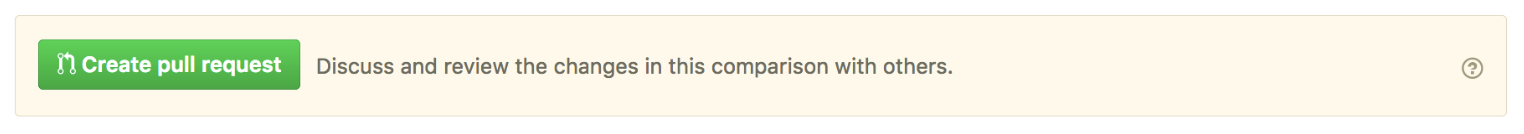 Create pull request Discuss and review the changes in this comparison with others.